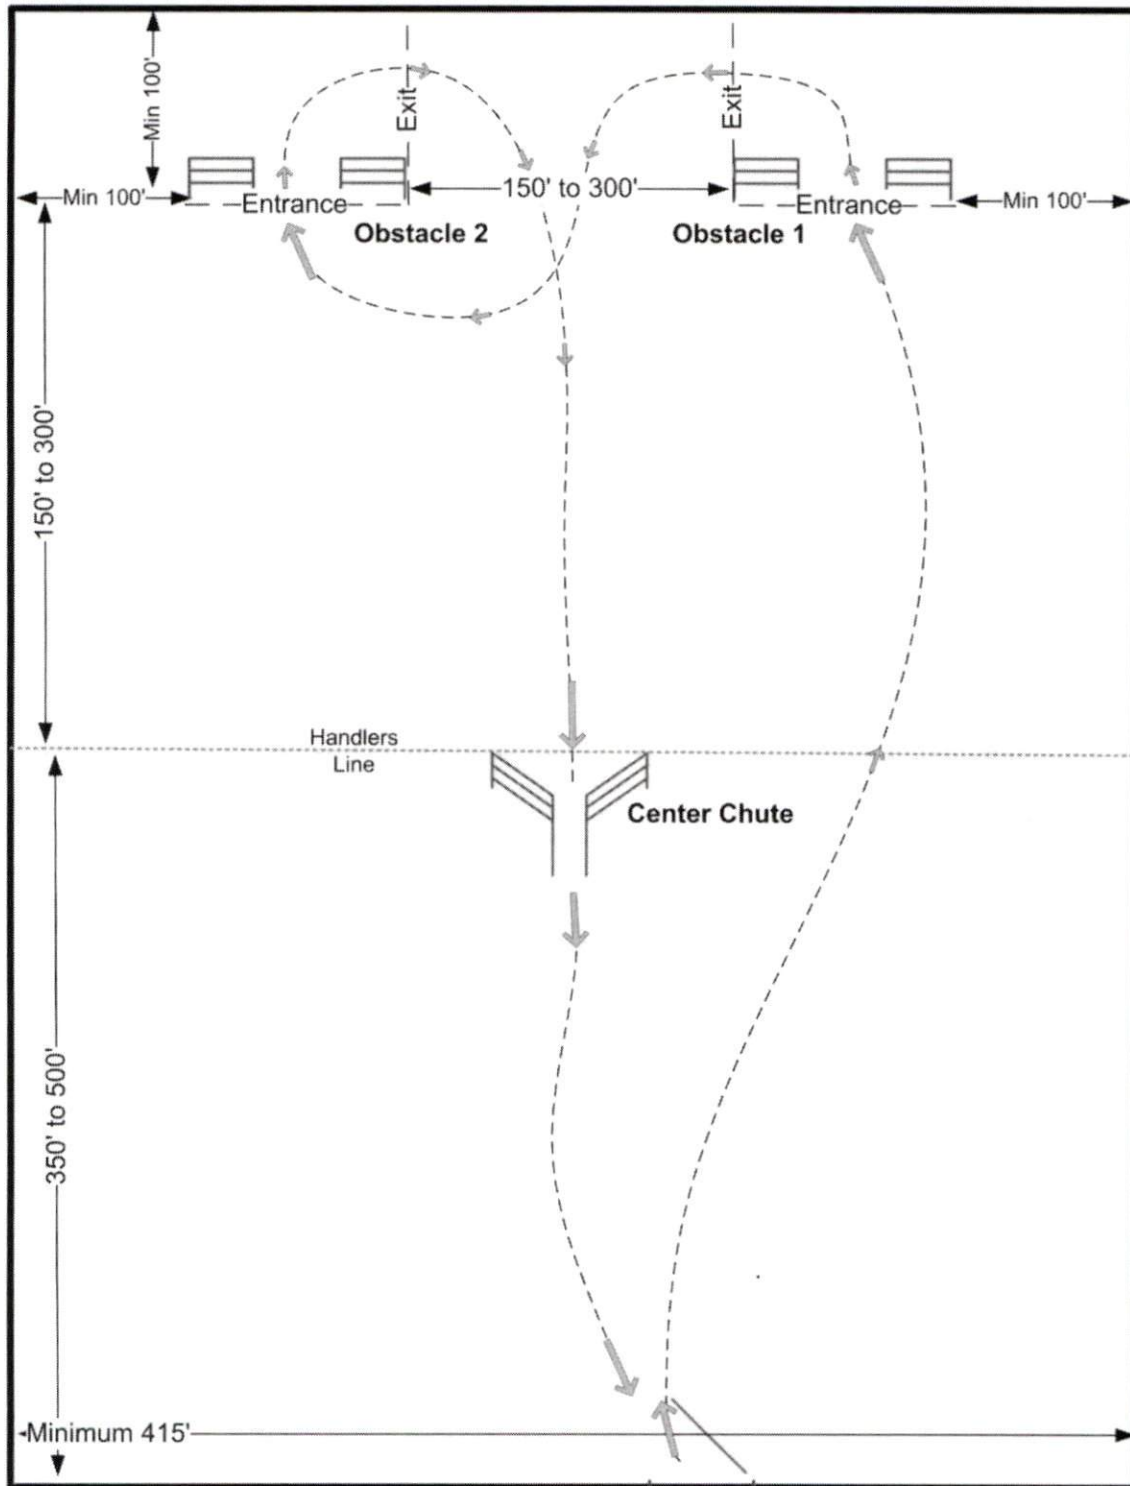 Min 100'
Exit
Exit
Min 100'
Entrance
150' to 300'
Entrance
Min 100'
Obstacle 2
Obstacle 1
150' to 300'
Handlers
Line
Center Chute
350' to 500'
Minimum 415'